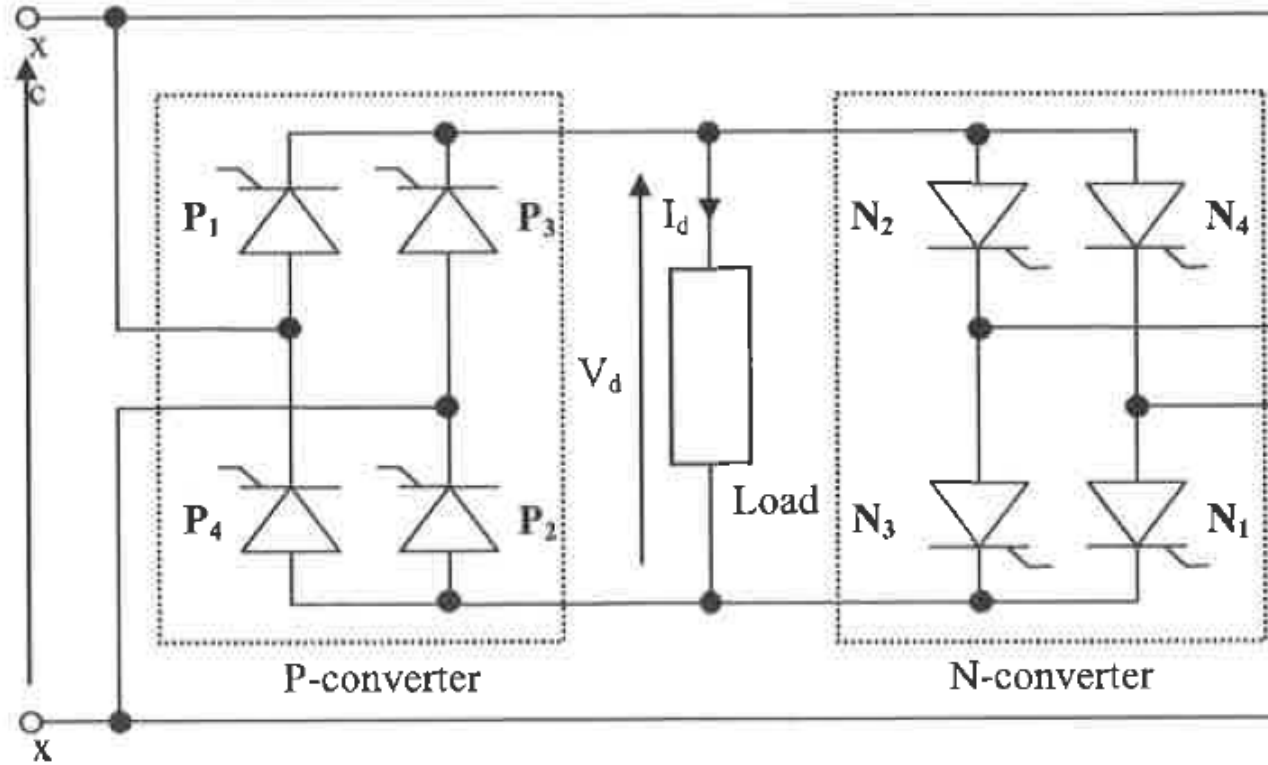 x
c
P1
P3
Id
N2
N4
Vd
P4
P2
Load
N3
N1
P-converter
N-converter
x